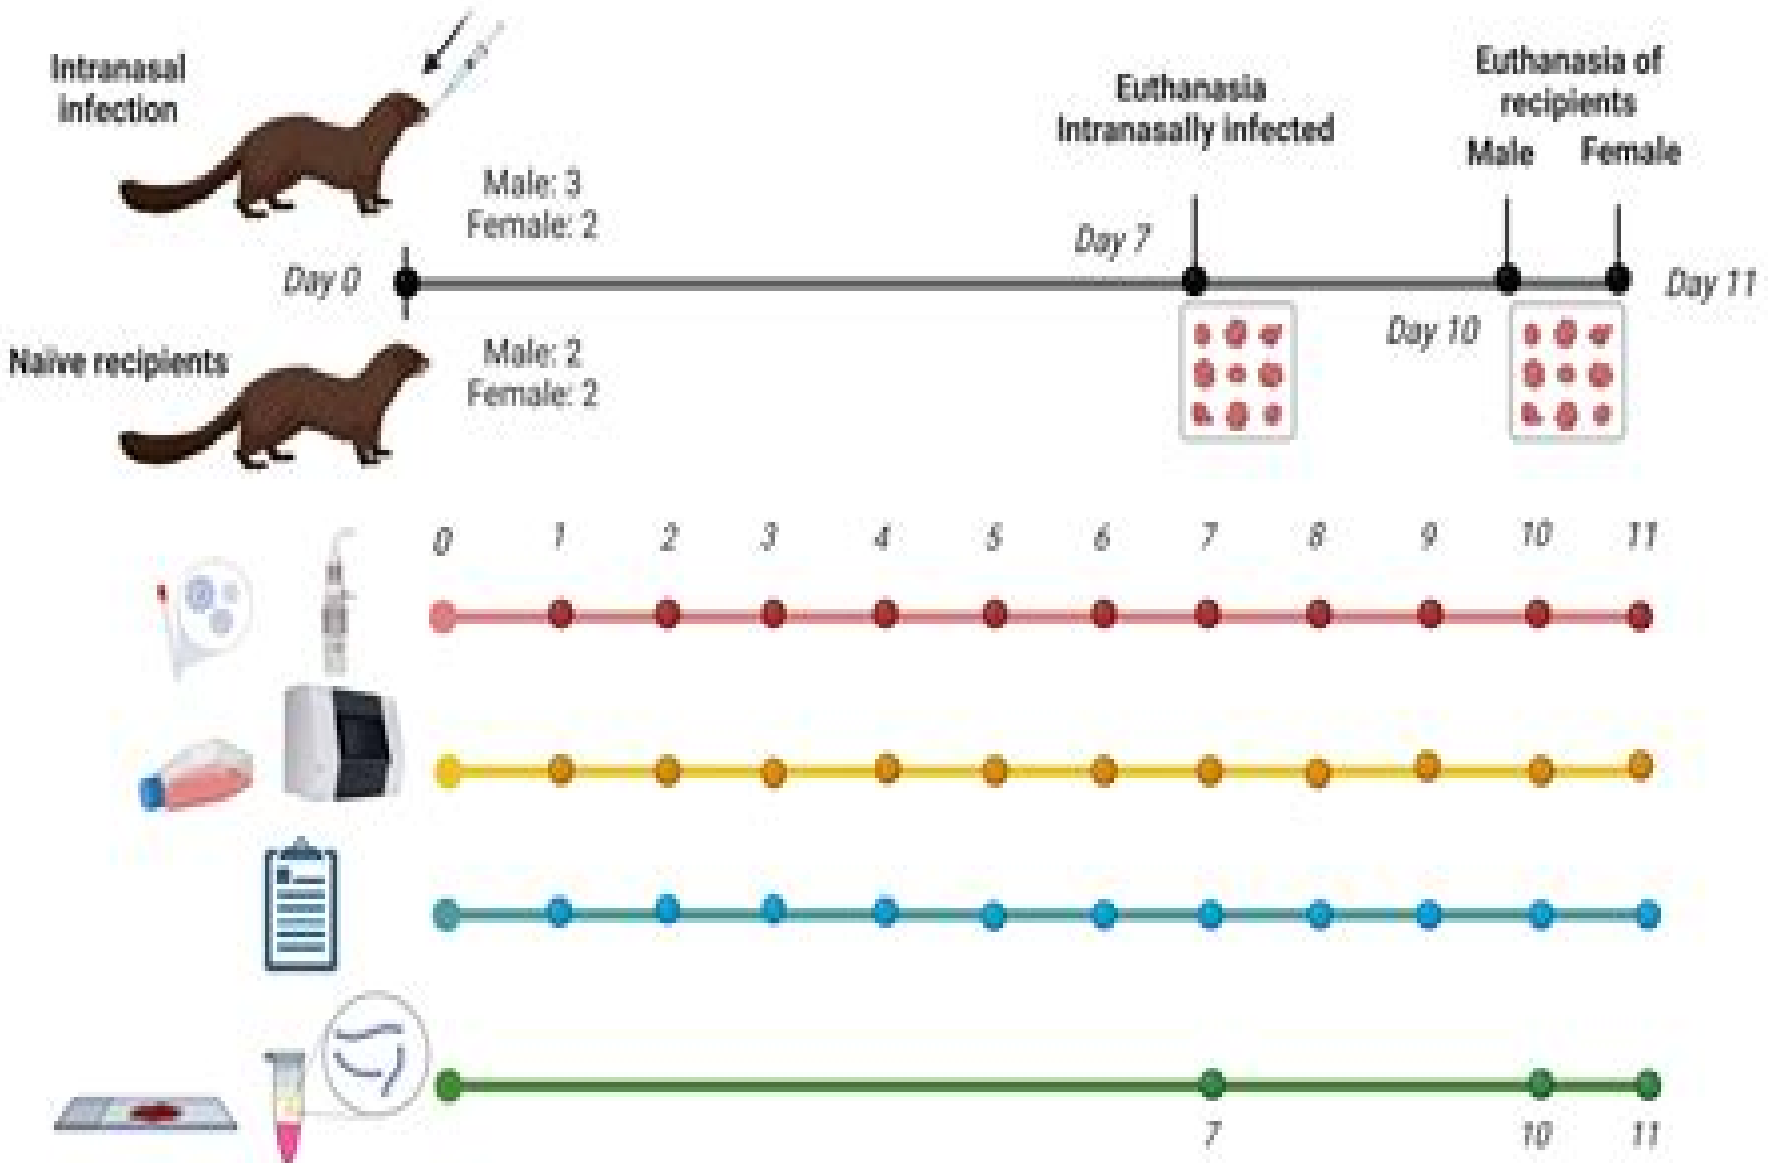 Intranasal
infection
Male: 3
Female: 2
Euthanasia
Intranasally infected
Euthanasia of
recipients
Male Female
Day 0
Day 7
Day 10
Day 11
Naïve recipients
Male: 2
Female: 2
0 1 2 3 4 5 6 7 8 9 10 11
7 10 11